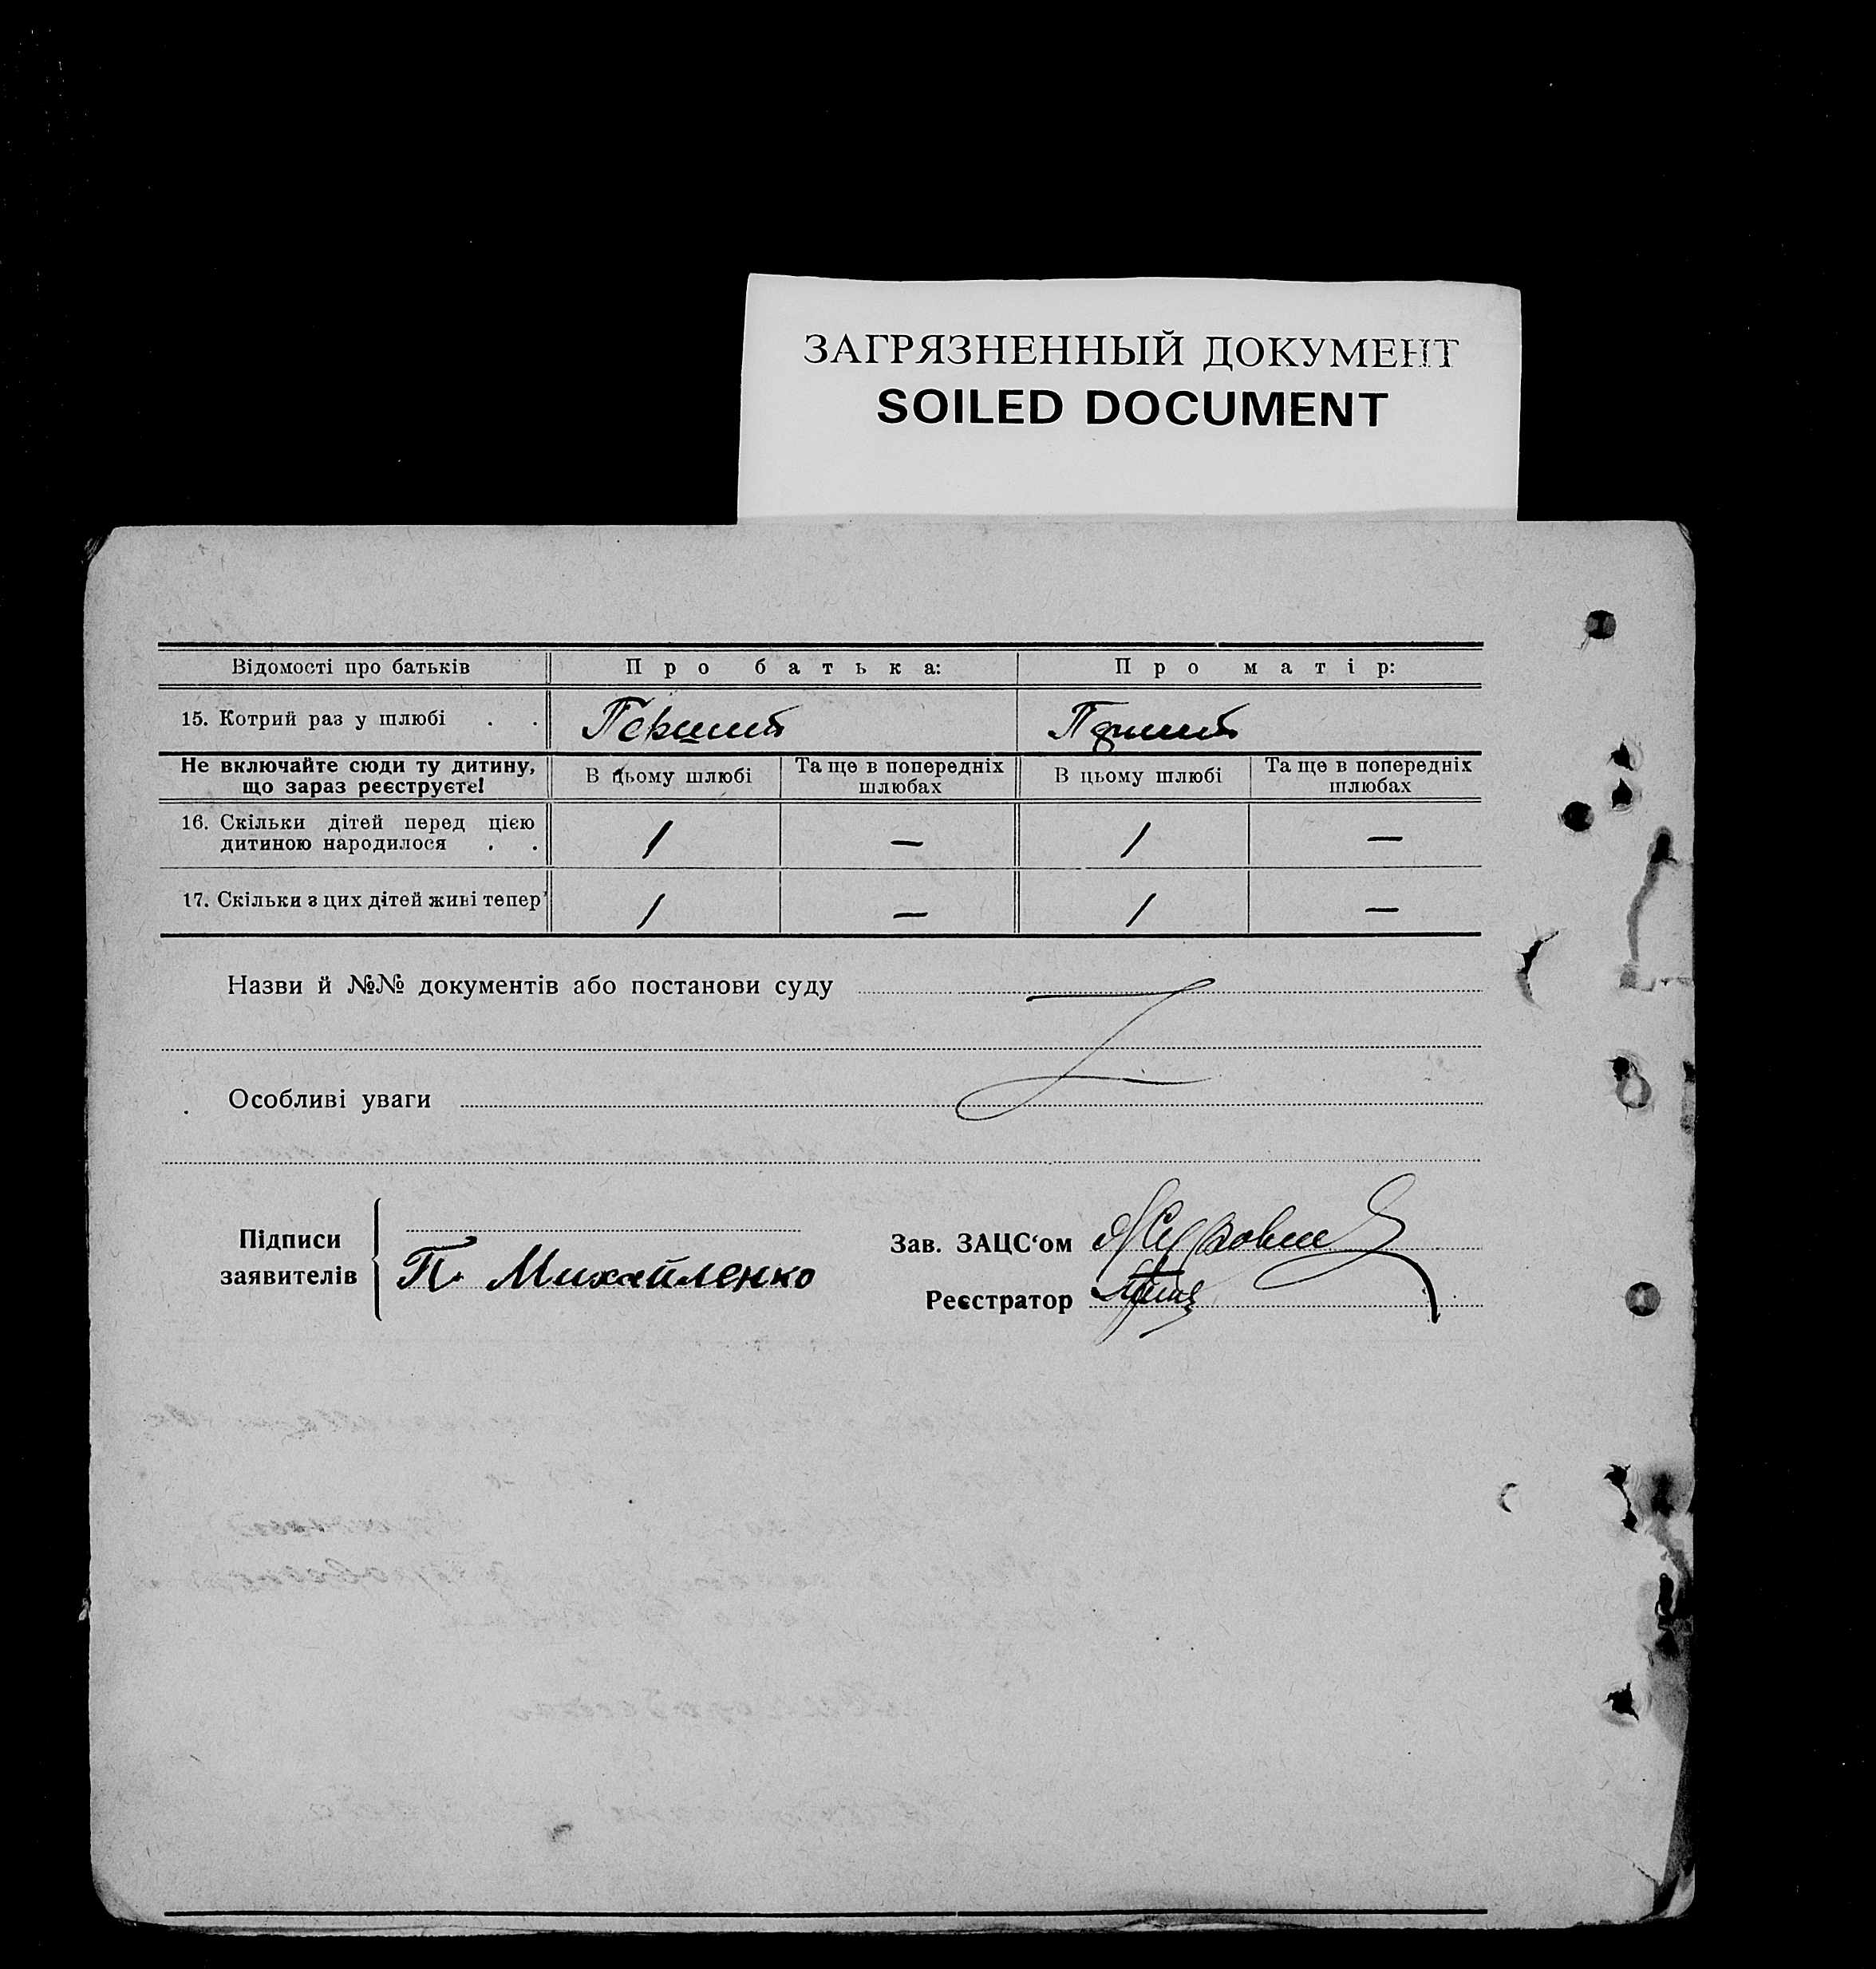 ЗАГРЯЗНЕННЫЙ ДОКУМЕНТ
SOILED DOCUMENT
Відомості про батьків Про батька: Про матір:
15. Котрий раз у шлюбі . . Первий Первий
Не включайте сюди ту дитину, що зараз реєструєте!
В цьому шлюбі Та ще в попередніх шлюбах В цьому шлюбі Та ще в попередніх шлюбах
16. Скільки дітей перед цією
дитиною народилося . . 1 — 1 —
17. Скільки з цих дітей живі тепер 1 — 1 —
Назви й №№ документів або постанови суду
Особливі уваги
Підписи
заявителів
П. Михайленко
Зав. ЗАЦС‘ом
Реєстратор